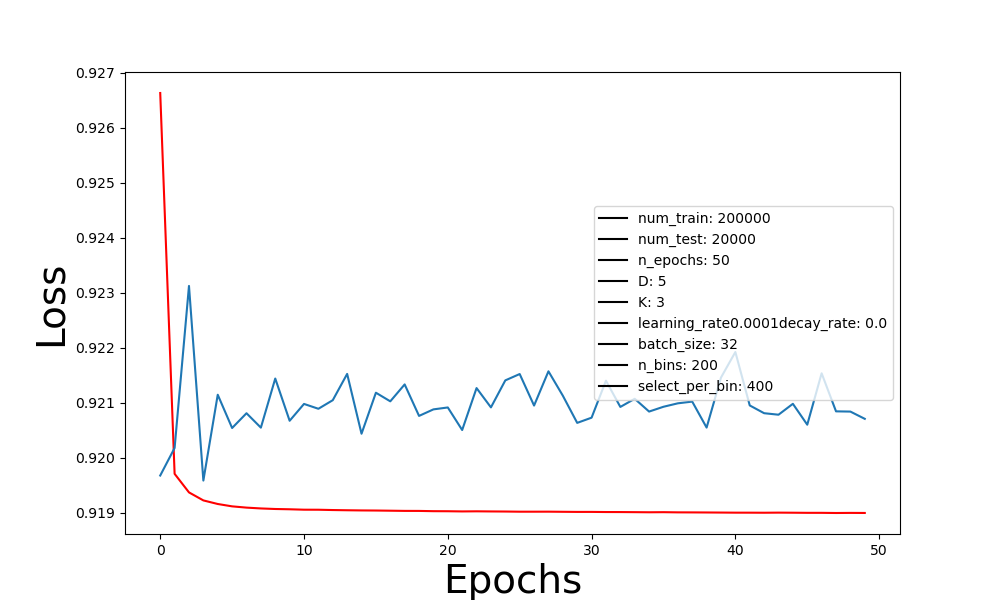 0.927
0.926
0.925
0.924
0.923
0.922
0.921
0.920
0.919
Loss
num_train: 200000
num_test: 20000
n_epochs: 50
D: 5
K: 3
learning_rate0.0001decay_rate: 0.0
batch_size: 32
n_bins: 200
select_per_bin: 400
0 10 20 30 40 50
Epochs